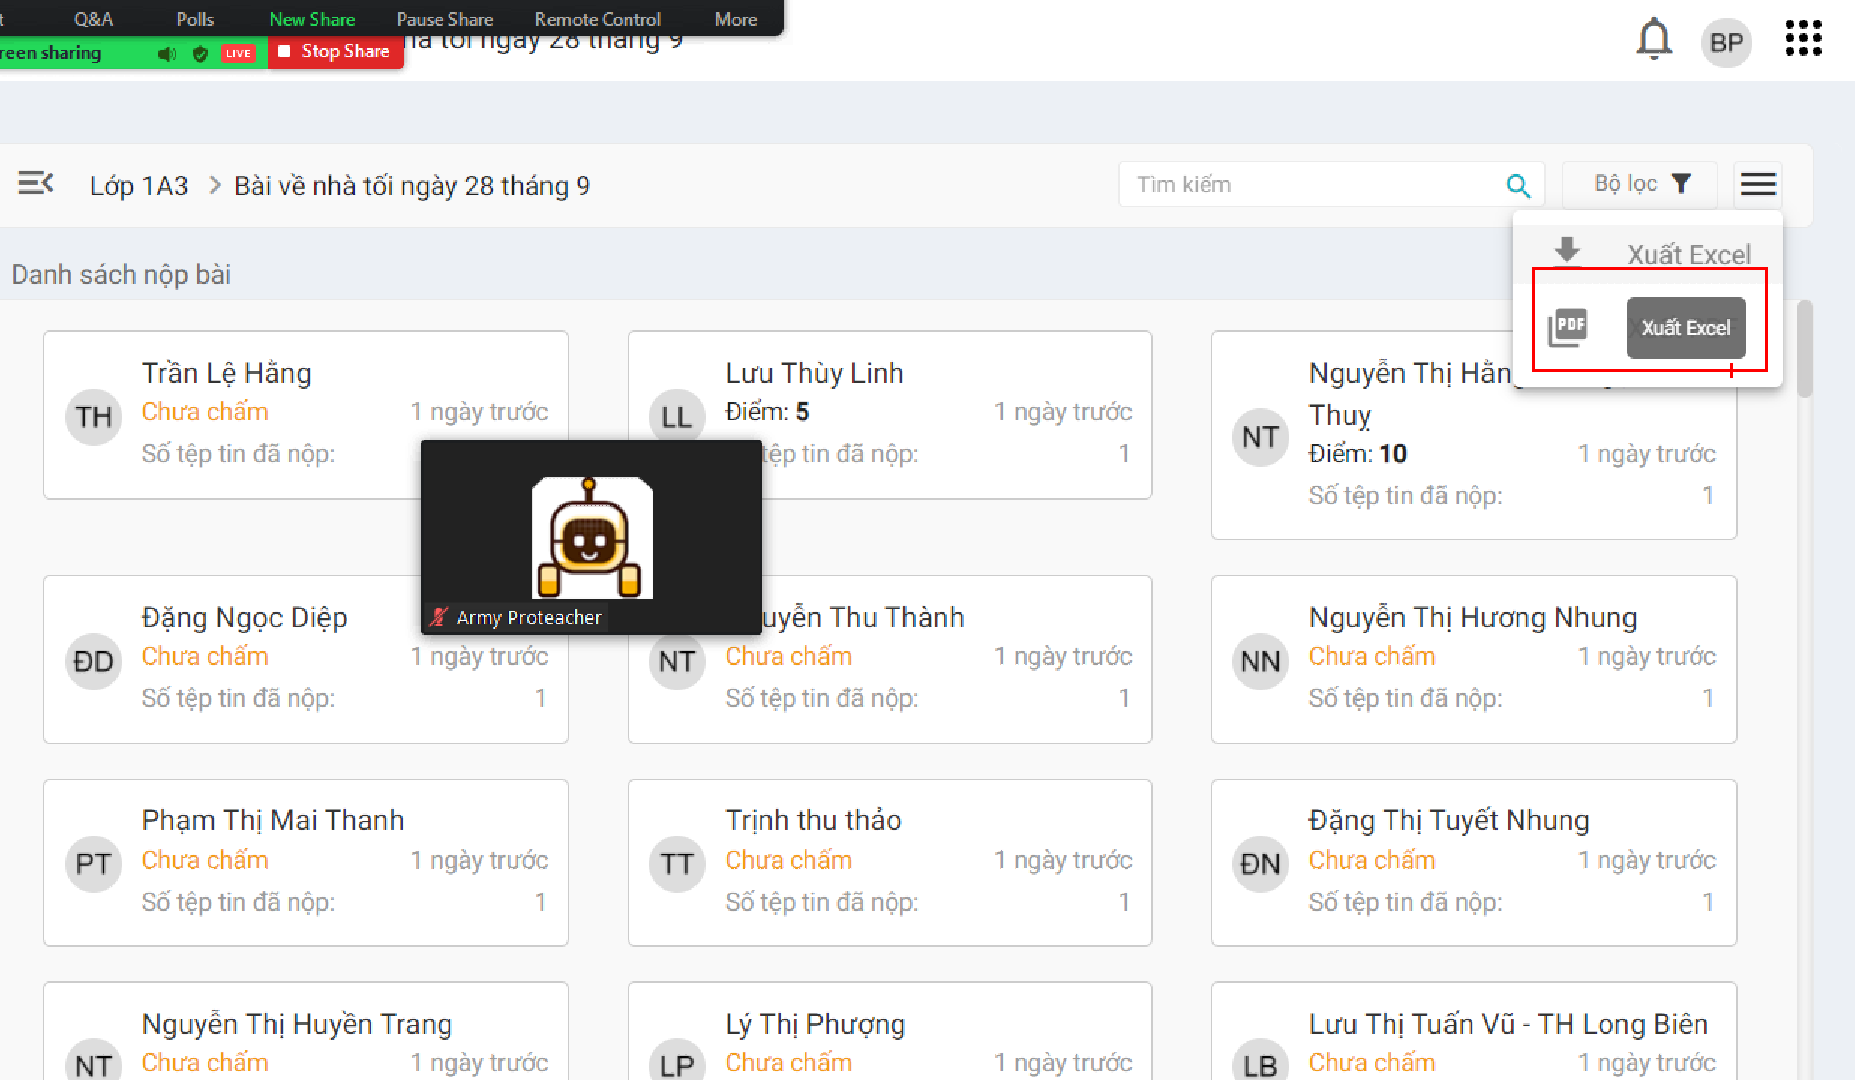 t Q&A Polls New Share Pause Share Remote Control More
reen sharing LIVE Stop Share hà tối ngày 28 tháng 9
BP
Lớp 1A3 > Bài về nhà tối ngày 28 tháng 9
Tìm kiếm
Bộ lọc
Xuất Excel
PDF Xuất Excel
Danh sách nộp bài
TH
Trần Lệ Hằng
Chưa chấm 1 ngày trước
Số tệp tin đã nộp:
LL
Lưu Thùy Linh
Điểm: 5 1 ngày trước
tệp tin đã nộp: 1
NT
Nguyễn Thị Hằng
Thuỵ
Điểm: 10 1 ngày trước
Số tệp tin đã nộp: 1
Army Proteacher
ĐD
Đặng Ngọc Diệp
Chưa chấm 1 ngày trước
Số tệp tin đã nộp: 1
NT
uyễn Thu Thành
Chưa chấm 1 ngày trước
Số tệp tin đã nộp: 1
NN
Nguyễn Thị Hương Nhung
Chưa chấm 1 ngày trước
Số tệp tin đã nộp: 1
PT
Phạm Thị Mai Thanh
Chưa chấm 1 ngày trước
Số tệp tin đã nộp: 1
TT
Trịnh thu thảo
Chưa chấm 1 ngày trước
Số tệp tin đã nộp: 1
ĐN
Đặng Thị Tuyết Nhung
Chưa chấm 1 ngày trước
Số tệp tin đã nộp: 1
NT
Nguyễn Thị Huyền Trang
Chưa chấm 1 ngày trước
LP
Lý Thị Phượng
Chưa chấm 1 ngày trước
LB
Lưu Thị Tuấn Vũ - TH Long Biên
Chưa chấm 1 ngày trước